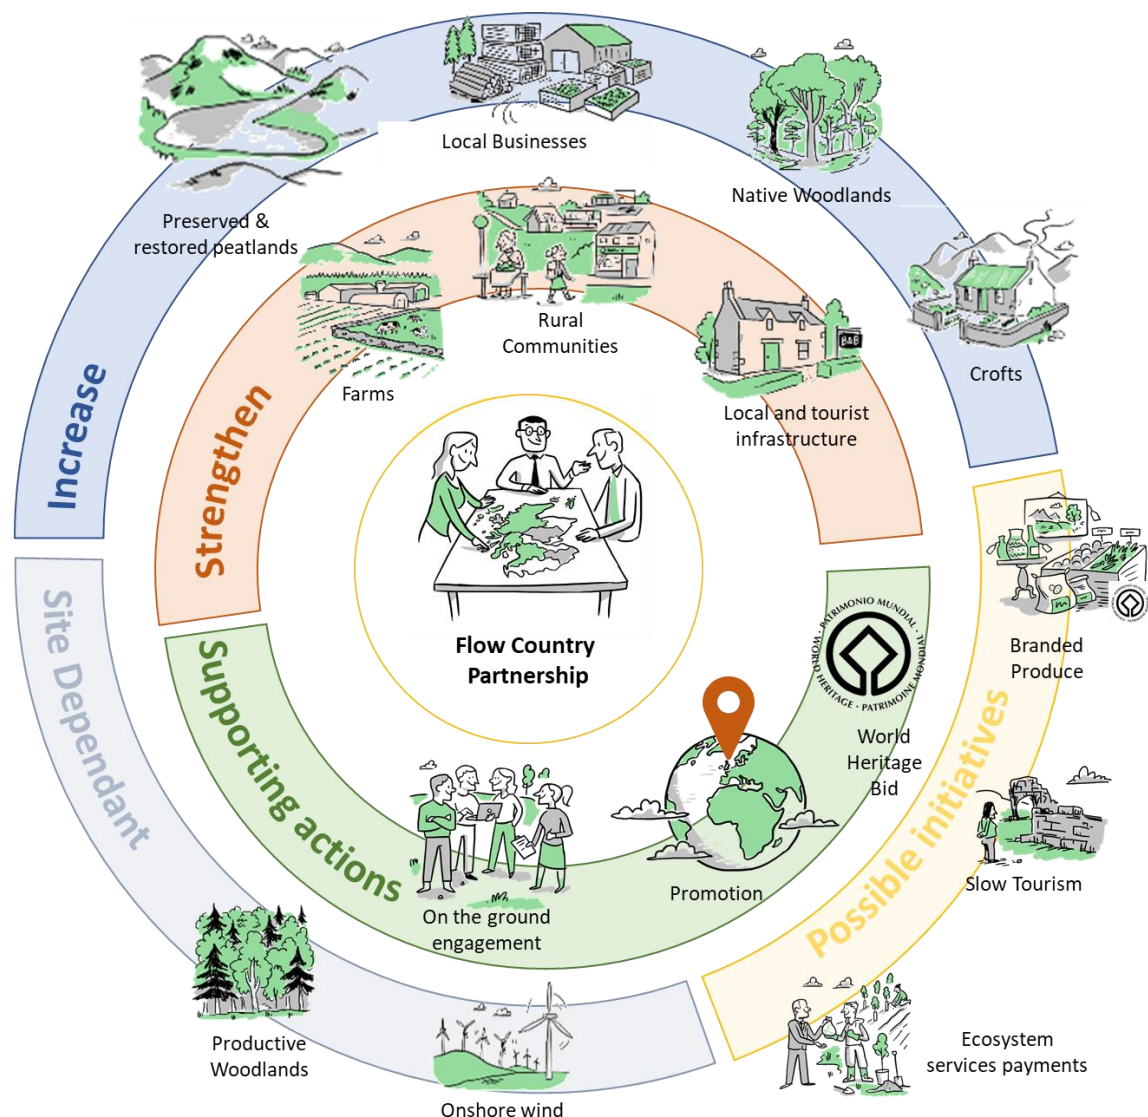 Local Businesses
Native Woodlands
Preserved &
restored peatlands
Increase
Crofts
Rural
Communities
Farms
B&B
Local and tourist
infrastructure
Strengthen
Flow Country
Partnership
Branded
Produce
Site Dependant
Supporting actions
PATRIMONIO MUNDIAL • WORLD HERITAGE • PATRIMOINE MONDIAL •
World
Heritage
Bid
Possible initiatives
Slow Tourism
Promotion
On the ground
engagement
Productive
Woodlands
Onshore wind
Ecosystem
services payments